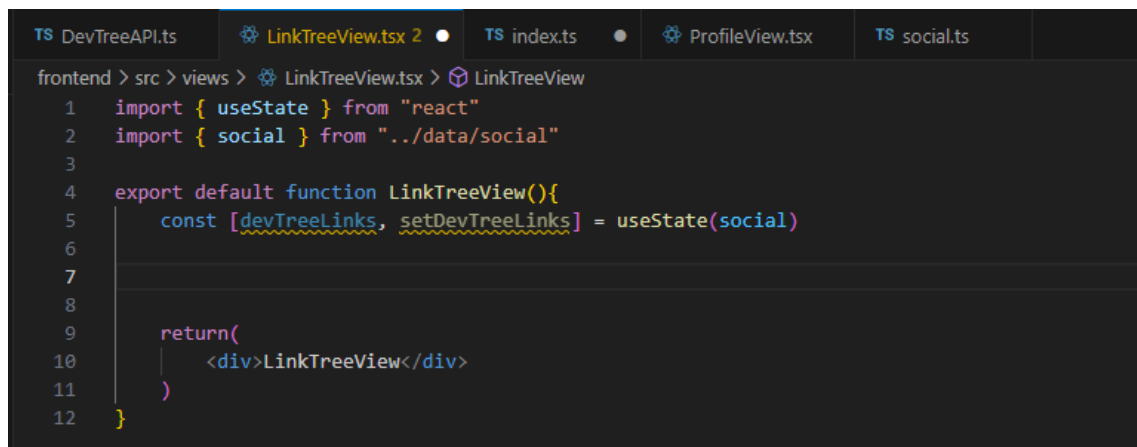 TS DevTreeAPI.ts LinkTreeView.tsx 2 TS index.ts ProfileView.tsx TS social.ts
frontend > src > views > LinkTreeView.tsx > LinkTreeView
1 import { useState } from "react"
2 import { social } from "../data/social"
3
4 export default function LinkTreeView(){
5 const [devTreeLinks, setDevTreeLinks] = useState(social)
6
7
8
9 return(
10 <div>LinkTreeView</div>
11 )
12 }